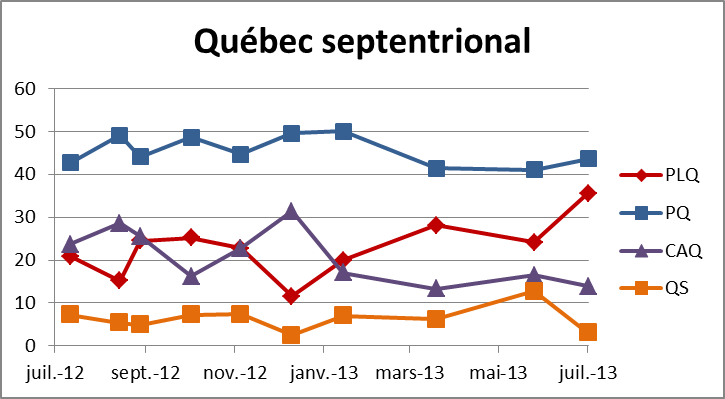 Québec septentrional
60
50
40
30
20
10
0
juil.-12 sept.-12 nov.-12 janv.-13 mars-13 mai-13 juil.-13
PLQ
PQ
CAQ
QS